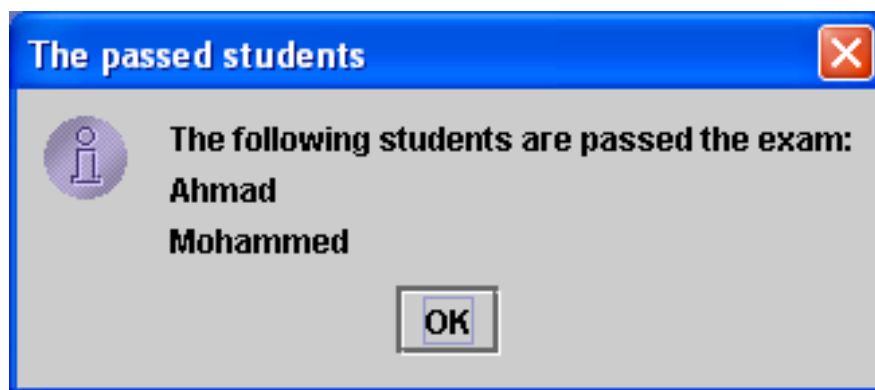 The passed students
The following students are passed the exam:
Ahmad
Mohammed
OK